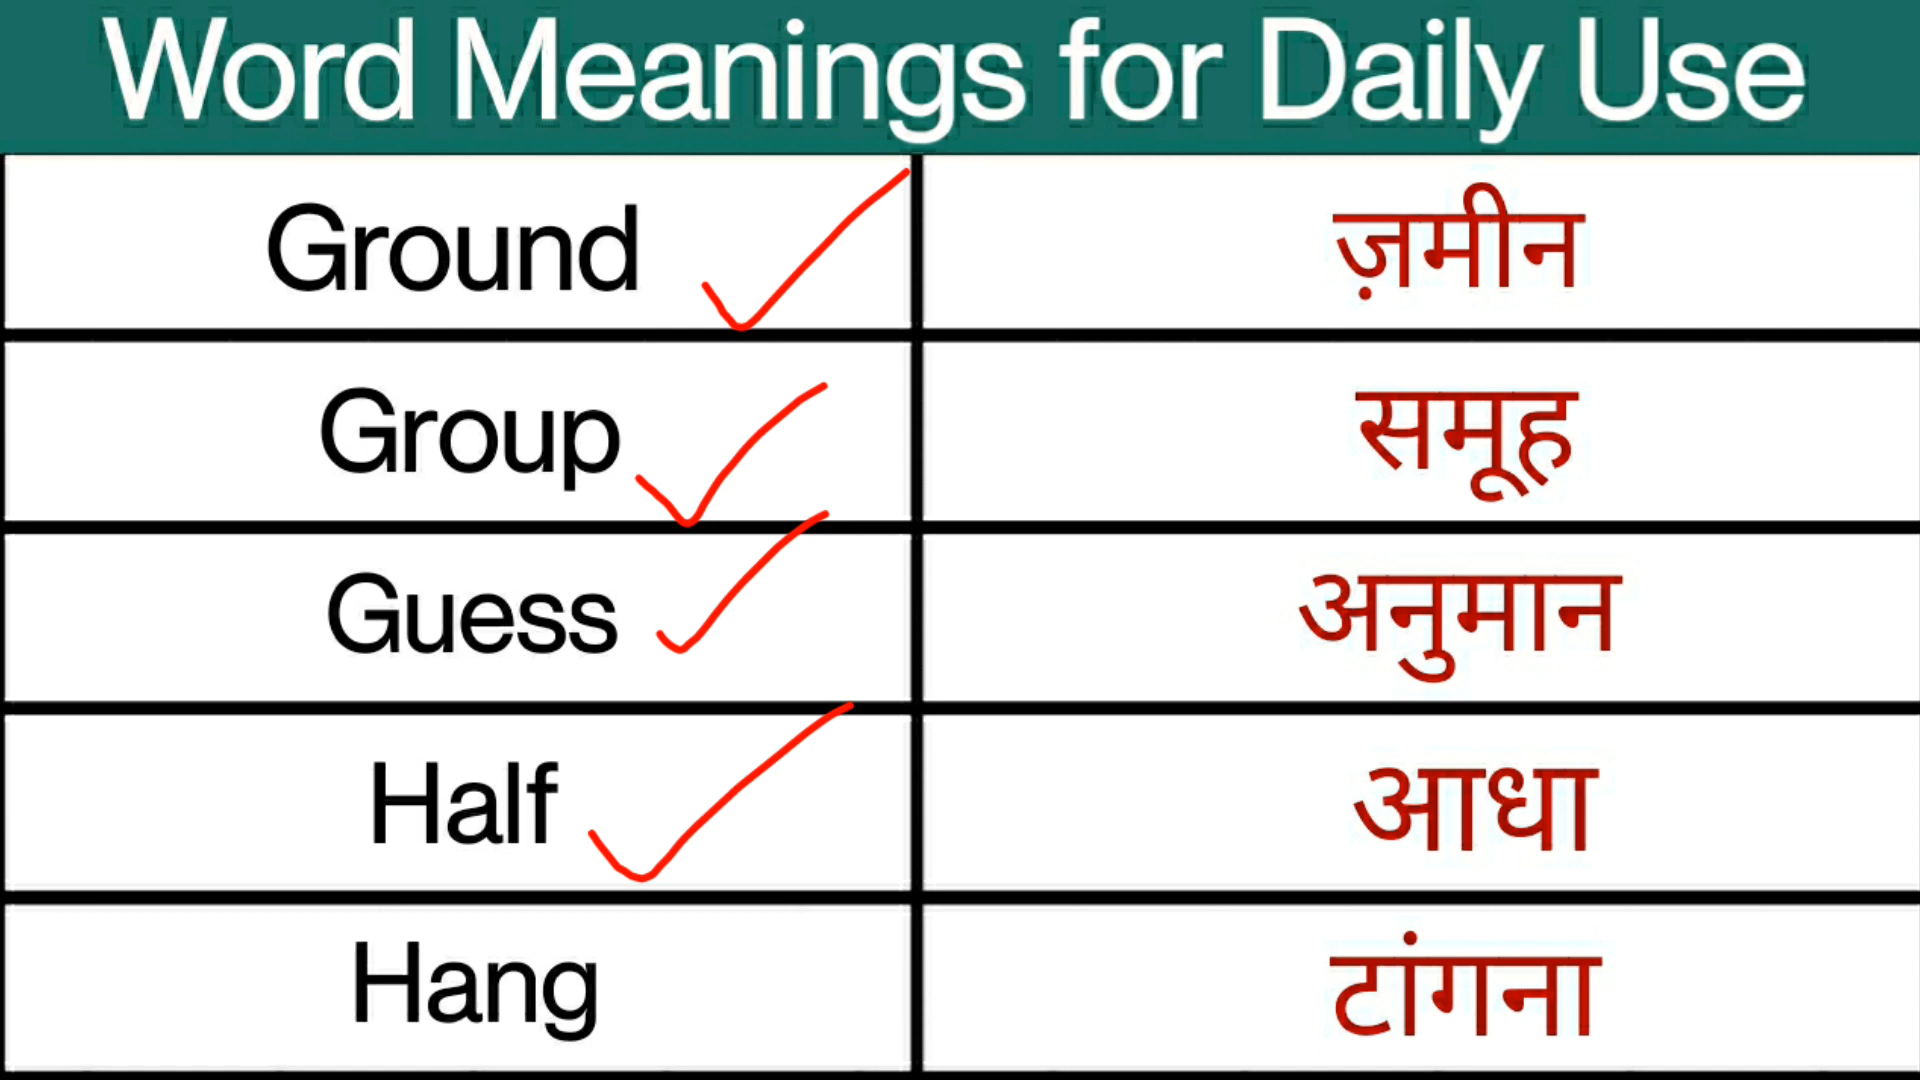 Word Meanings for Daily Use
Ground ज़मीन
Group समूह
Guess अनुमान
Half आधा
Hang टांगना